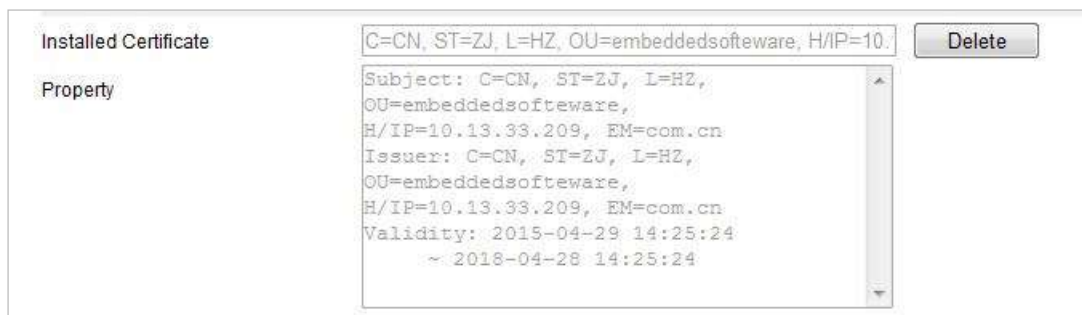 Installed Certificate
C=CN, ST=ZJ, L=HZ, OU=embeddedsofteware, H/IP=10.
Delete
Property
Subject: C=CN, ST=ZJ, L=HZ,
OU=embeddedsofteware,
H/IP=10.13.33.209, EM=com.cn
Issuer: C=CN, ST=ZJ, L=HZ,
OU=embeddedsofteware,
H/IP=10.13.33.209, EM=com.cn
Validity: 2015-04-29 14:25:24
~ 2018-04-28 14:25:24